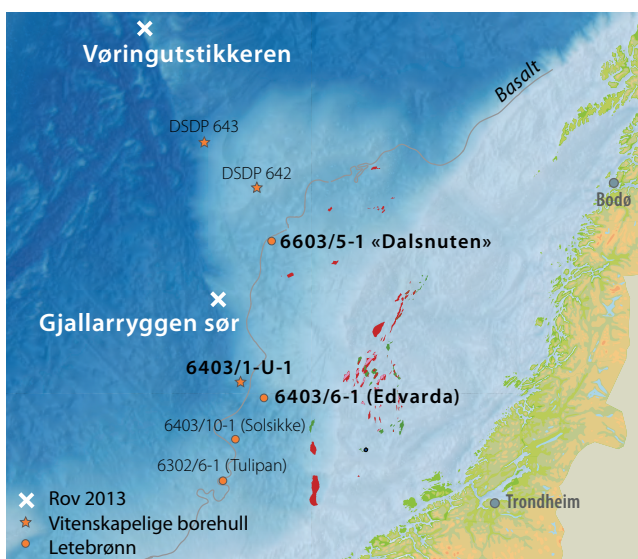 Vøringutstikkeren
Basalt
DSDP 643
DSDP 642
Bodø
6603/5-1 «Dalsnuten»
Gjallarryggen sør
6403/1-U-1
6403/6-1 (Edvarda)
6403/10-1 (Solsikke)
6302/6-1 (Tulipan)
Rov 2013
Trondheim
Vitenskapelige borehull
Letebrønn